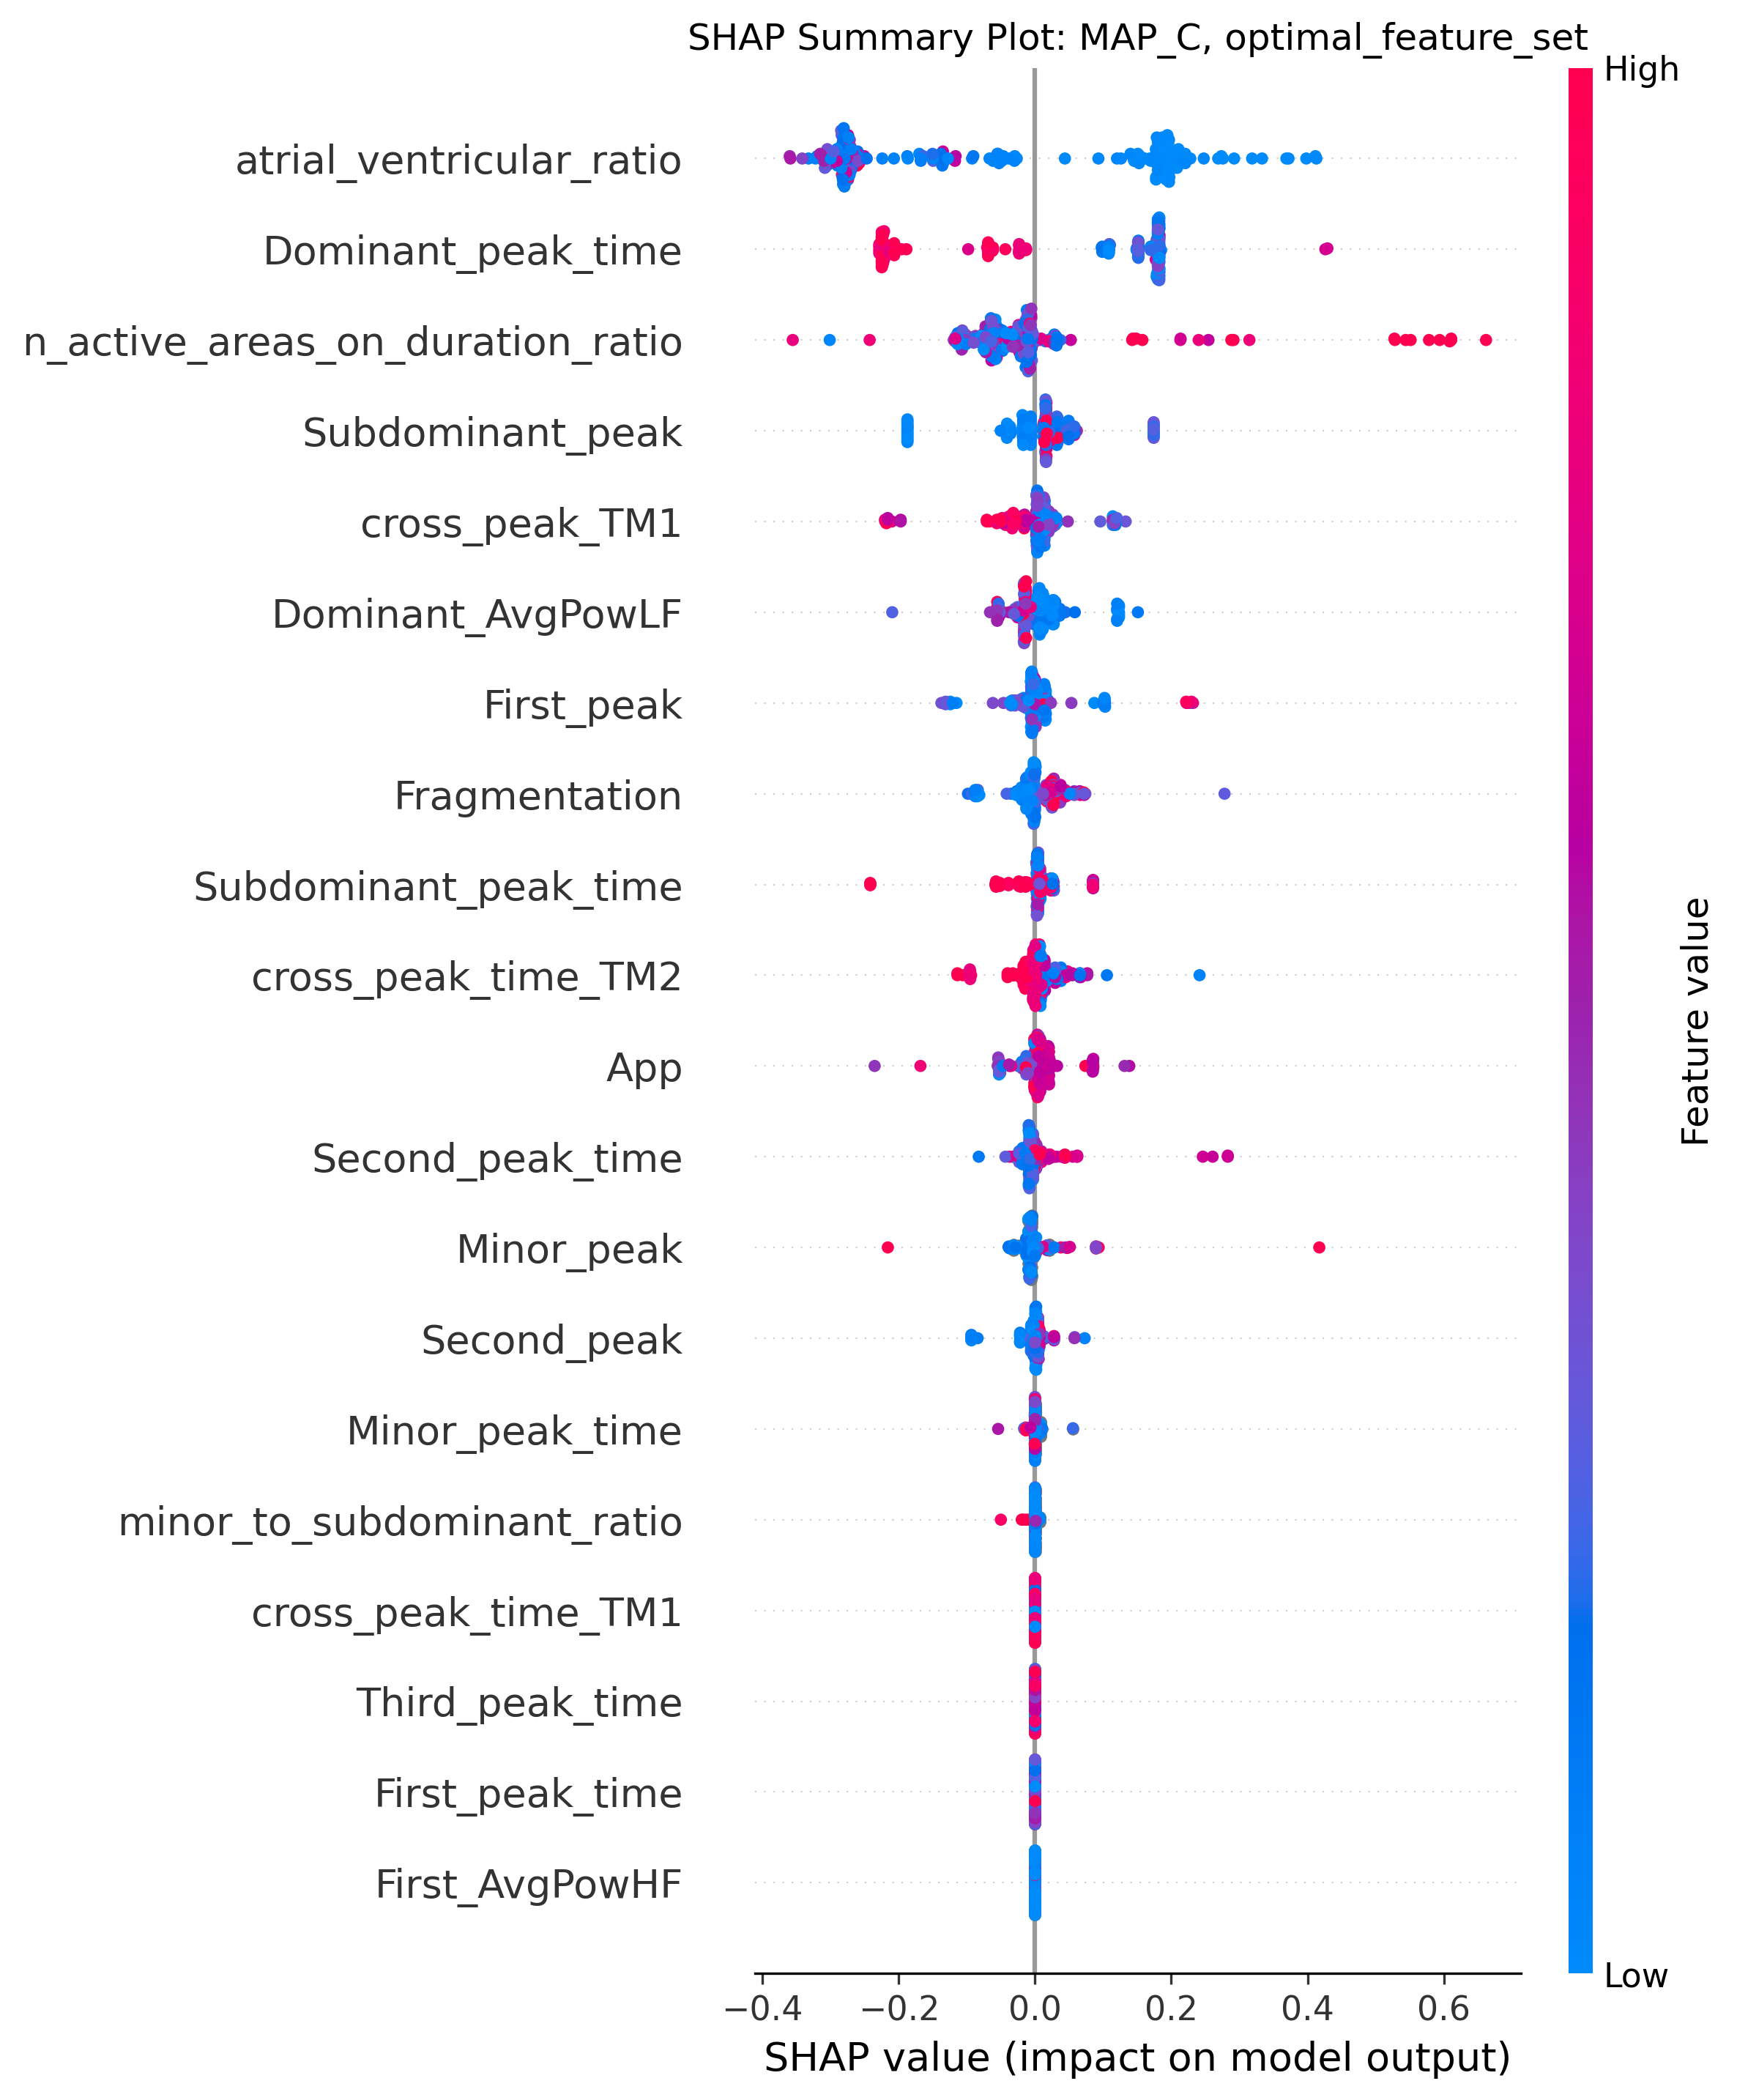 SHAP Summary Plot: MAP_C, optimal_feature_set
High
atrial_ventricular_ratio
Dominant_peak_time
n_active_areas_on_duration_ratio
Subdominant_peak
cross_peak_TM1
Dominant_AvgPowLF
First_peak
Fragmentation
Subdominant_peak_time
cross_peak_time_TM2
App
Second_peak_time
Minor_peak
Second_peak
Minor_peak_time
minor_to_subdominant_ratio
cross_peak_time_TM1
Third_peak_time
First_peak_time
First_AvgPowHF
Feature value
Low
−0.4 −0.2 0.0 0.2 0.4 0.6
SHAP value (impact on model output)